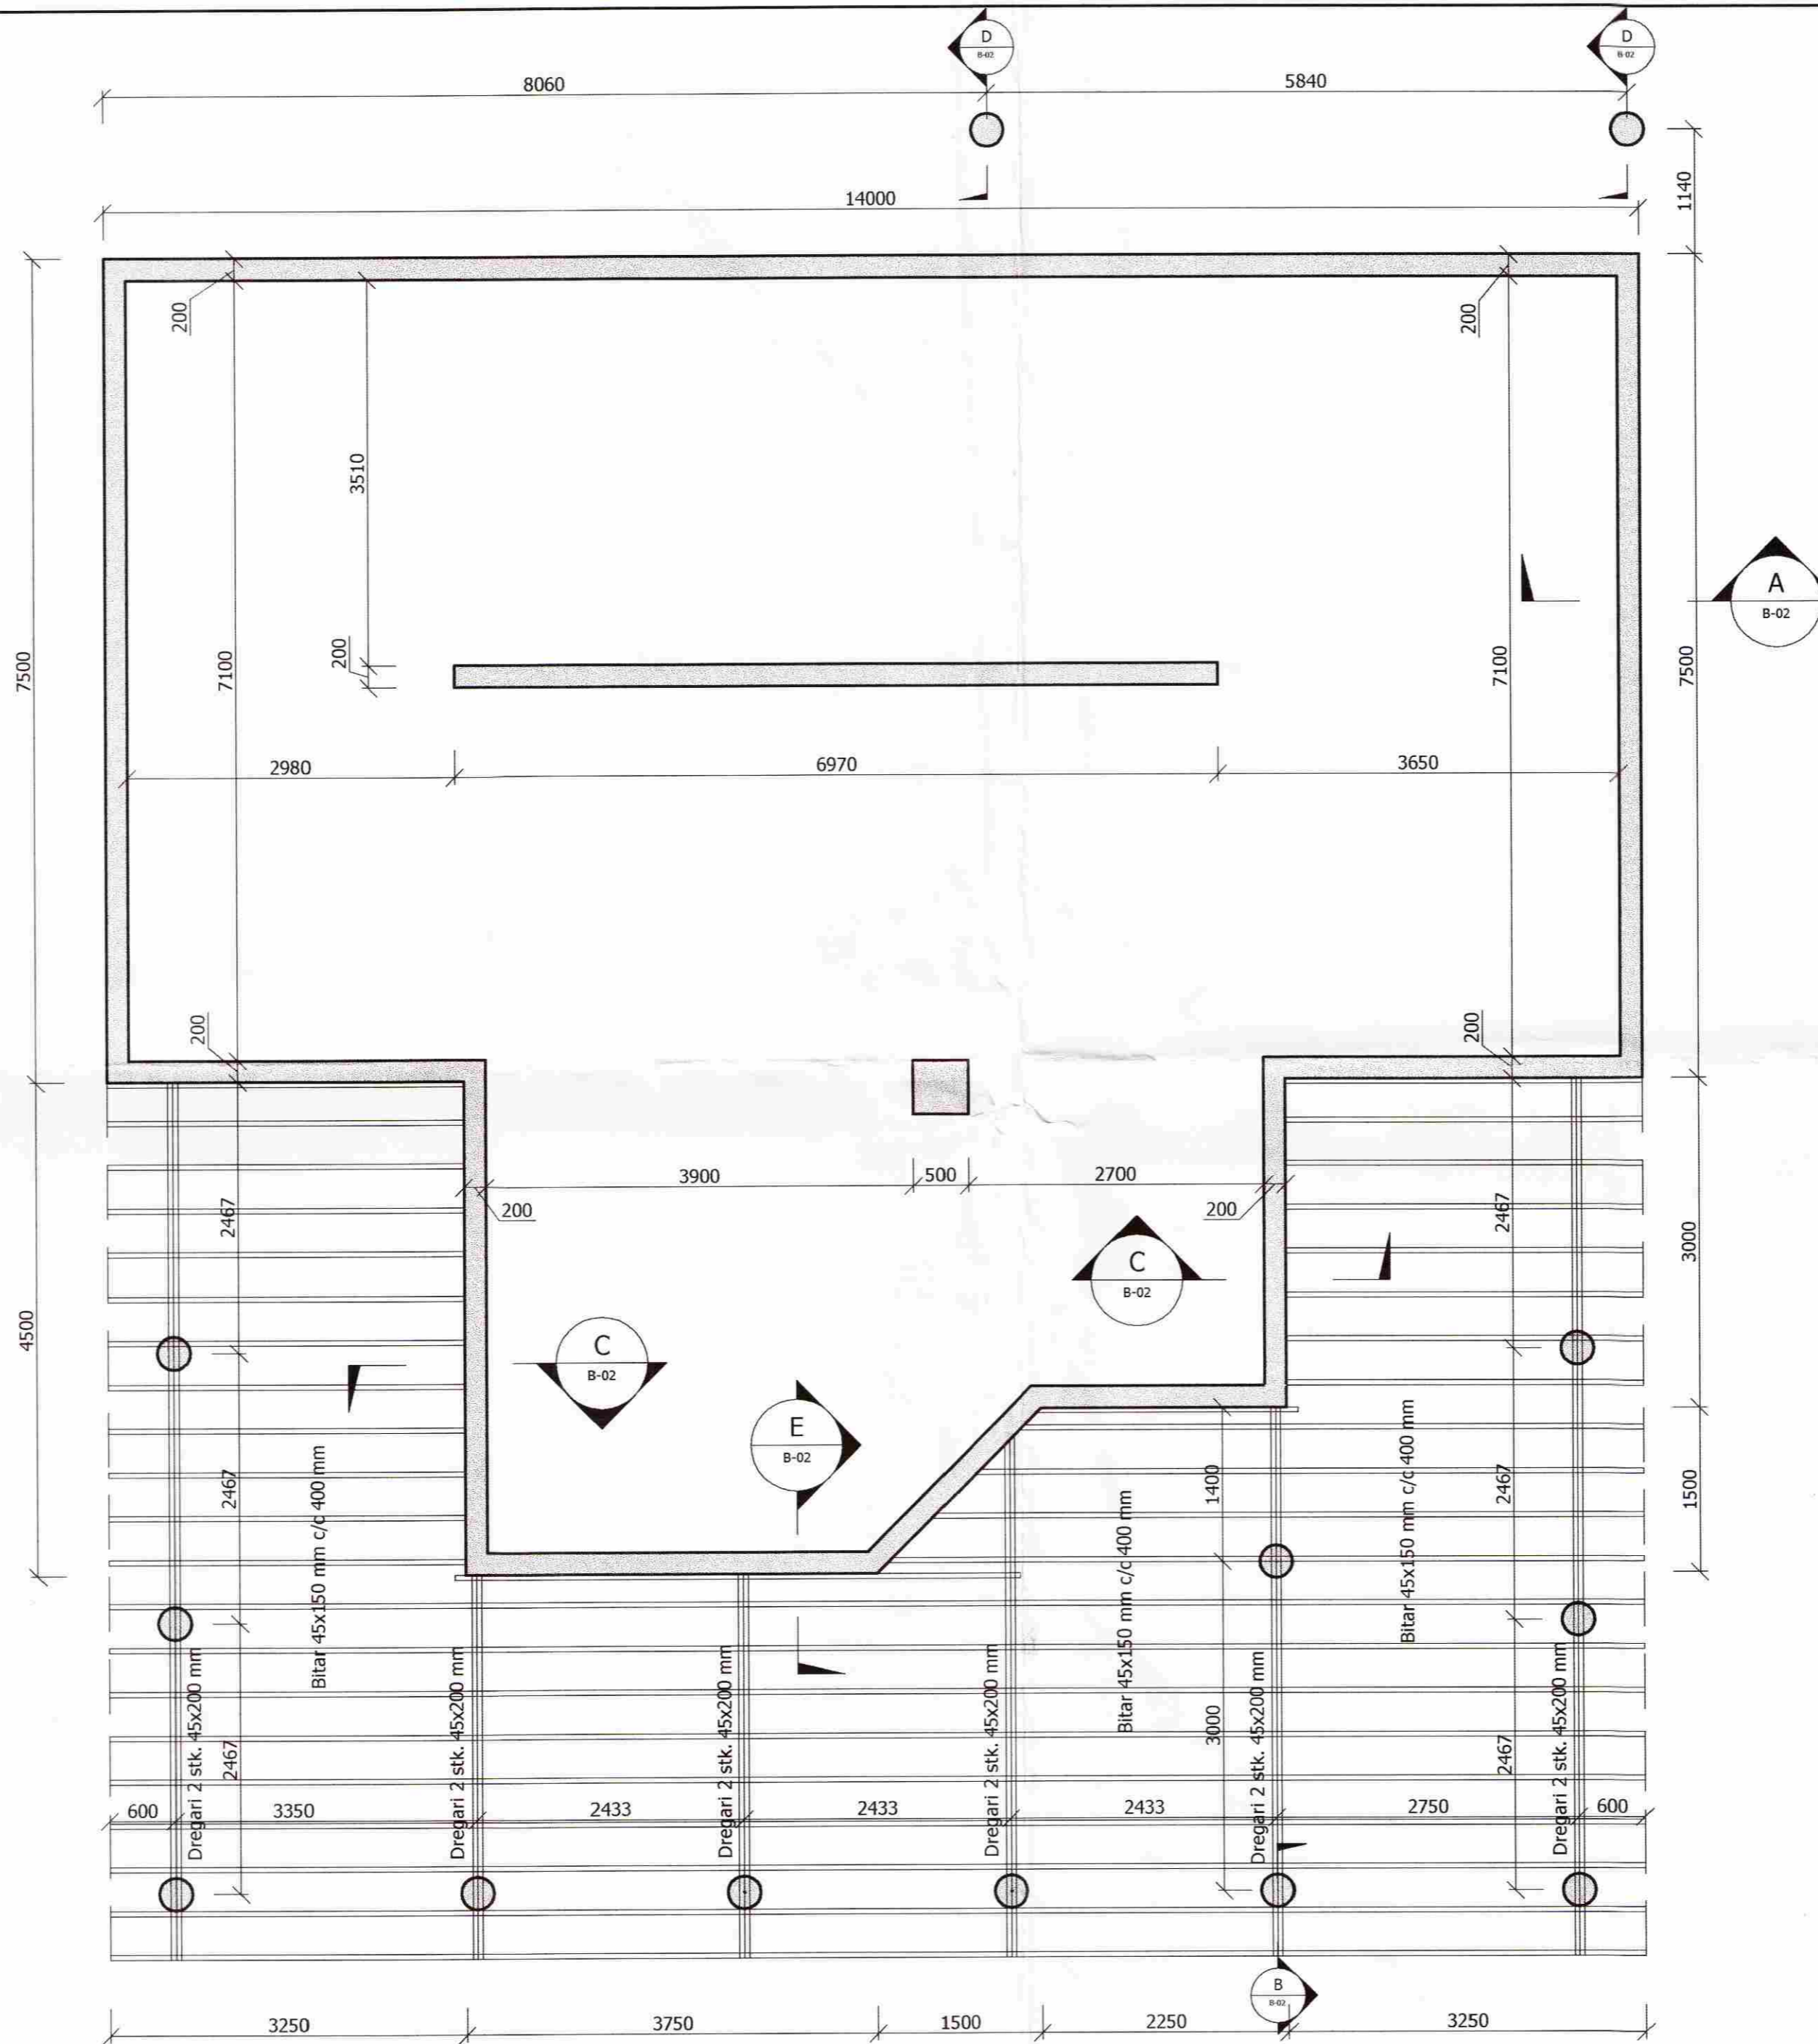 D
B-02
D
B-02
8060
5840
1140
14000
200
200
3510
A
B-02
7500
7100
200
7100
7500
2980
6970
3650
200
200
3900
500
2700
200
200
2467
2467
3000
C
B-02
4500
C
B-02
E
B-02
Bitar 45x150 mm c/c 400 mm
Bitar 45x150 mm c/c 400 mm
Bitar 45x150 mm c/c 400 mm
2467
1400
2467
1500
Dregari 2 stk. 45x200 mm
Dregari 2 stk. 45x200 mm
Dregari 2 stk. 45x200 mm
Dregari 2 stk. 45x200 mm
Dregari 2 stk. 45x200 mm
Dregari 2 stk. 45x200 mm
2467
3000
2467
600
3350
2433
2433
2433
2750
600
B
B-02
3250
3750
1500
2250
3250